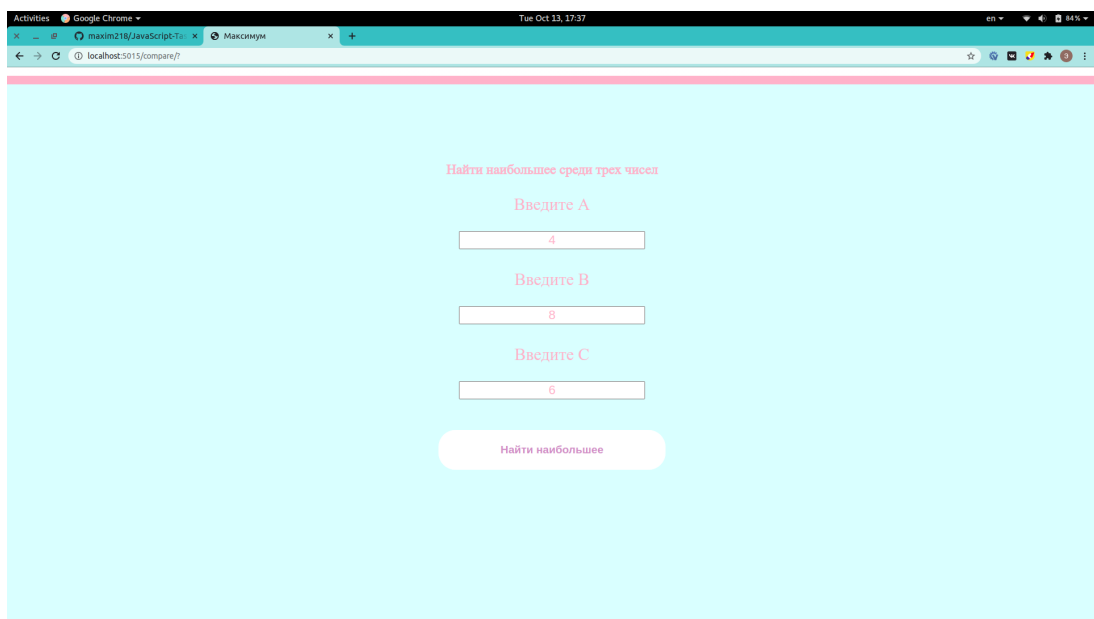 Activities Google Chrome Tue Oct 13, 17:37 en 84%
maxim218/JavaScript-Tas Максимум
localhost:5015/compare/?
Найти наибольшее среди трех чисел
Введите A
4
Введите B
8
Введите C
6
Найти наибольшее